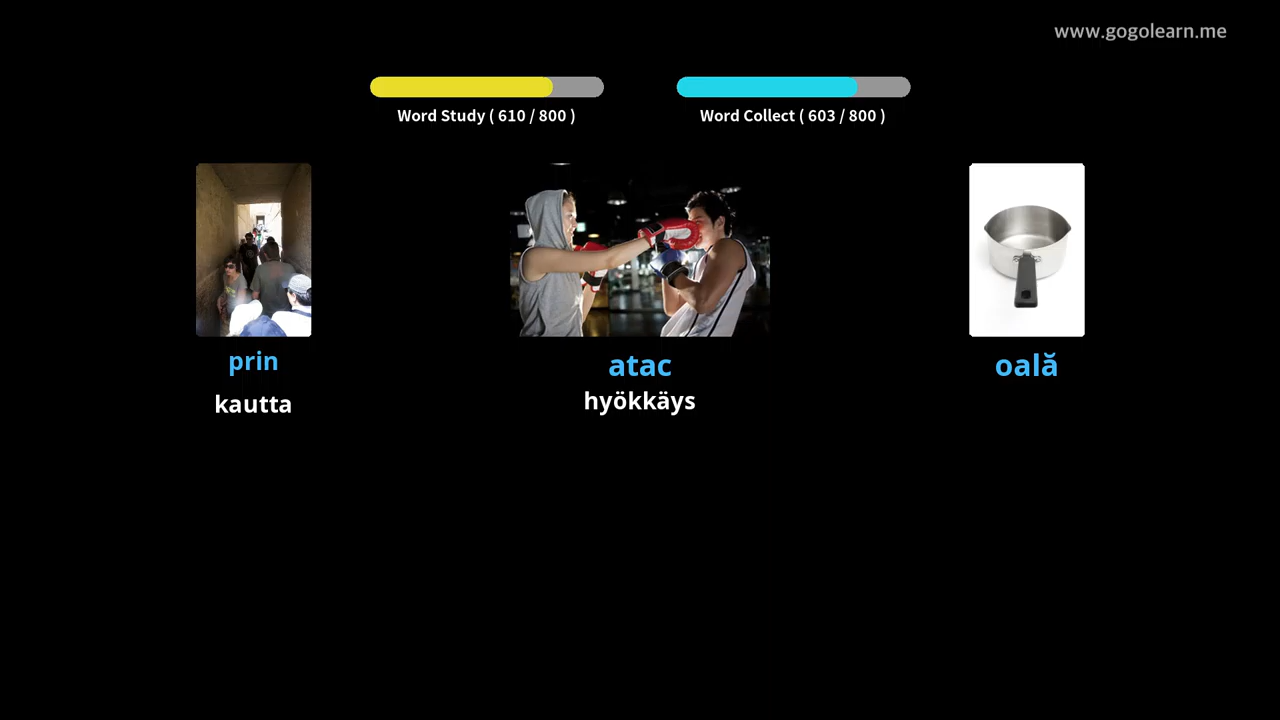 www.gogolearn.me
Word Study ( 610 / 800 )
Word Collect ( 603 / 800 )
prin
kautta
atac
hyökkäys
oală